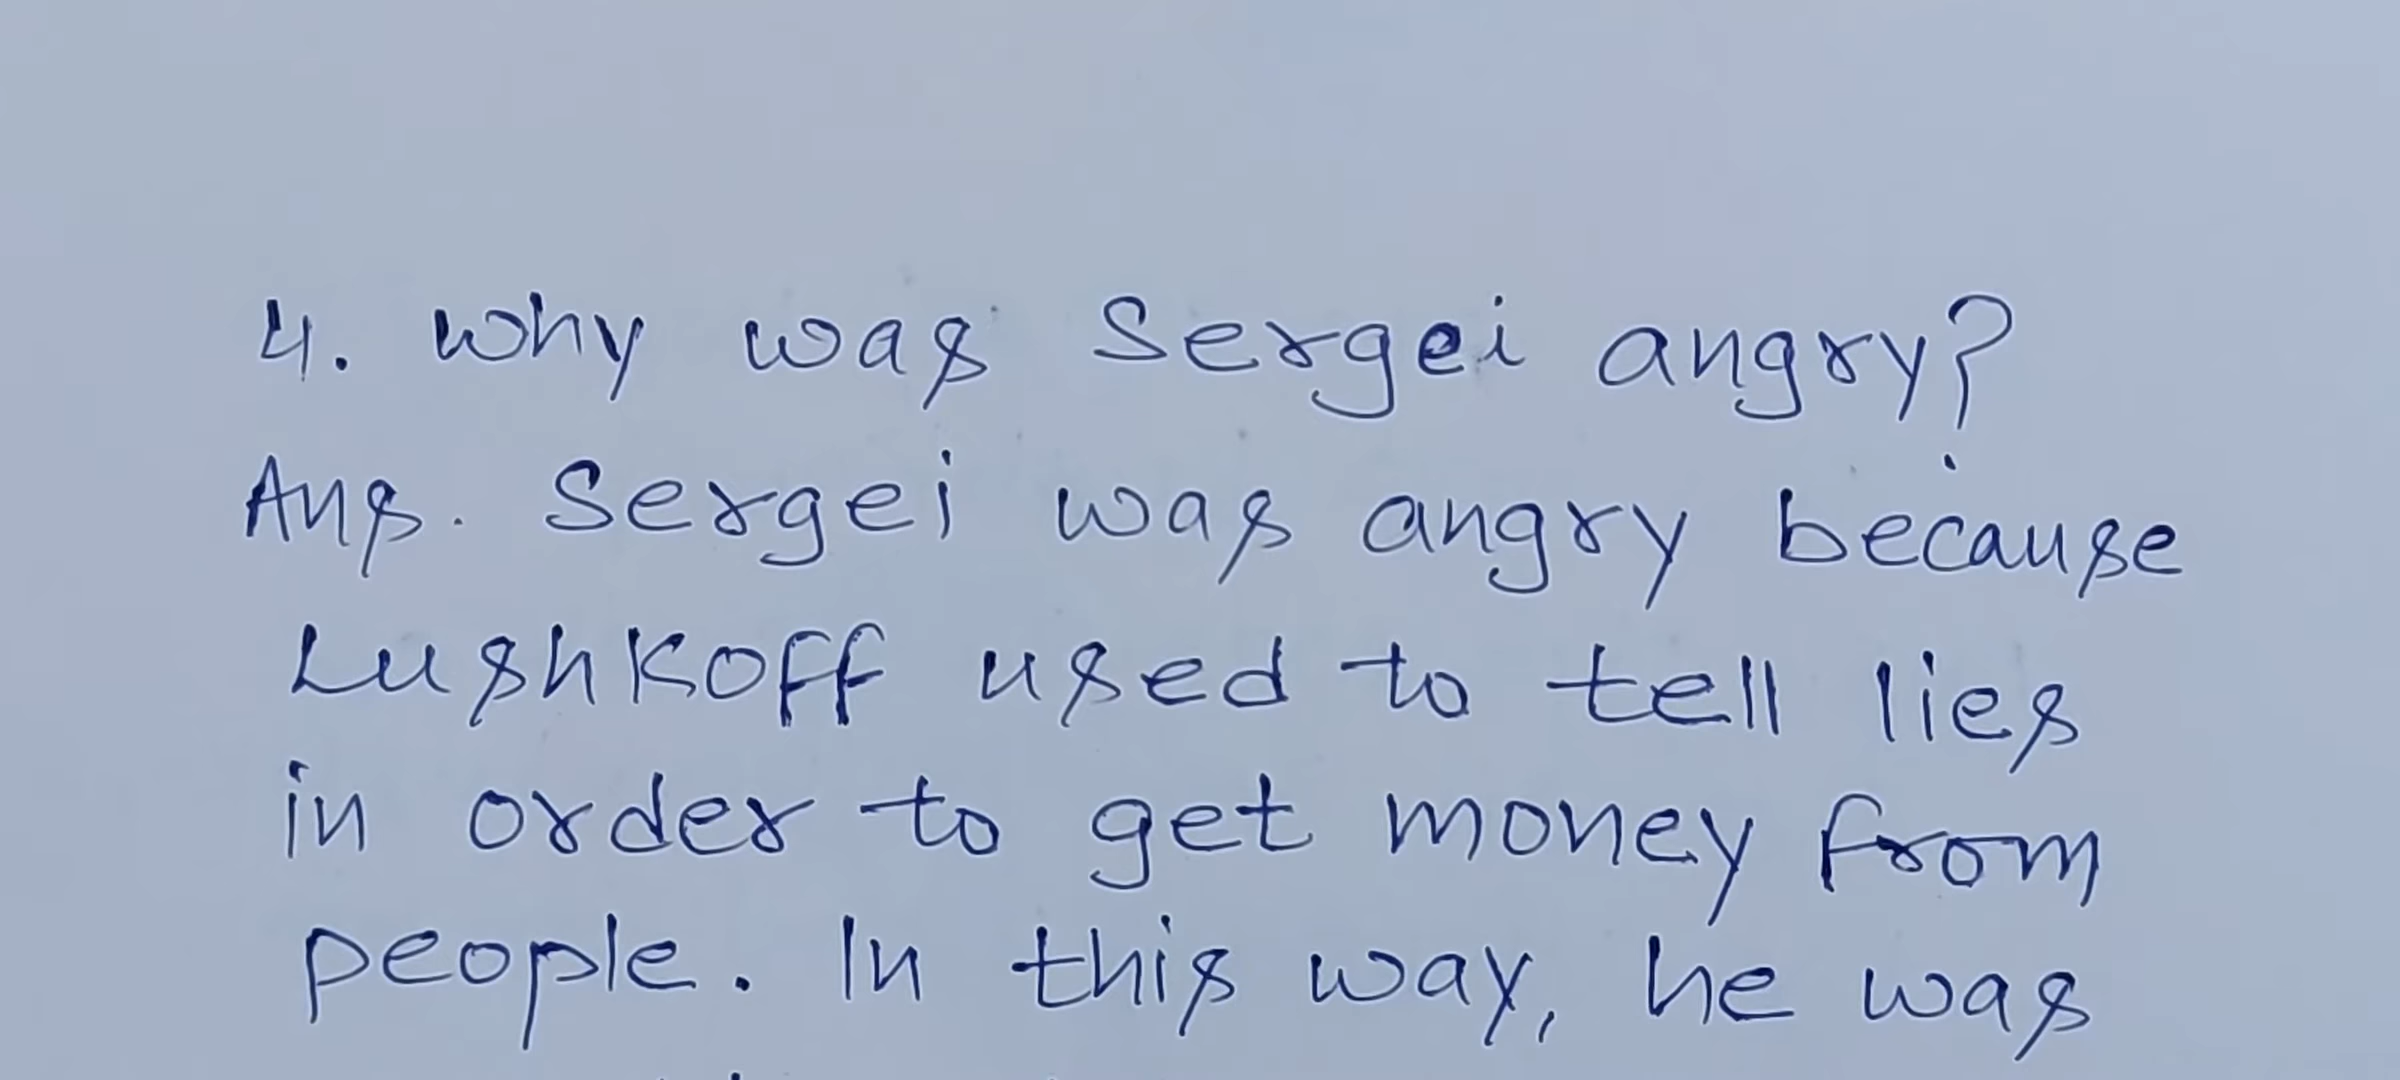 4. Why was Sergei angry?
Ans. Sergei was angry because
Lushkoff used to tell lies
in order to get money from
people. In this way, he was